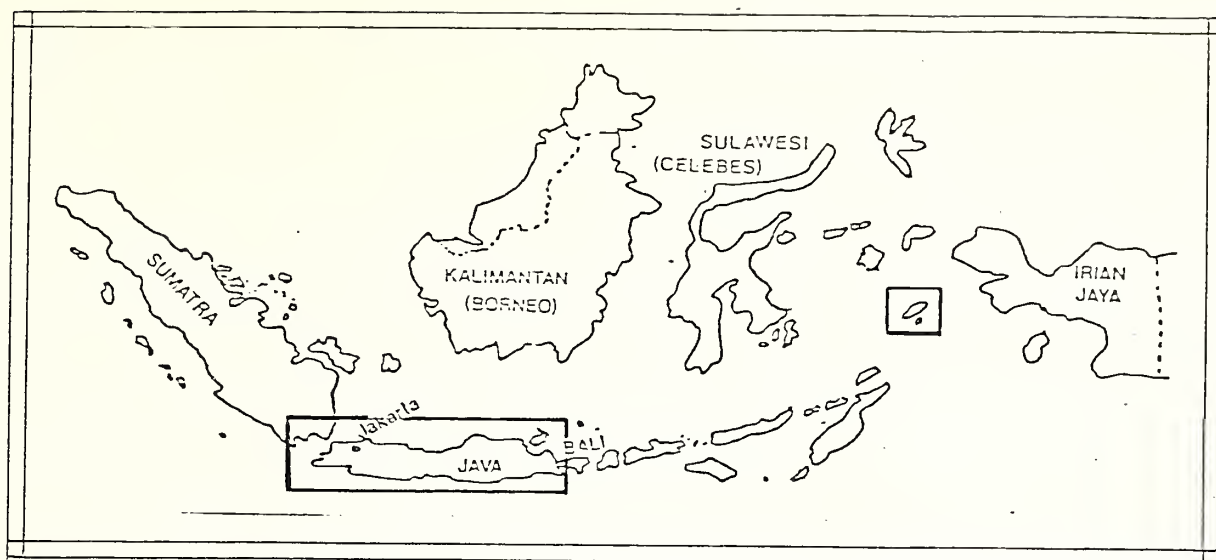 SULAWESI
(CELEBES)
SUMATRA
KALIMANTAN
(BORNEO)
IRIAN
JAYA
Jakarta
BALI
JAVA